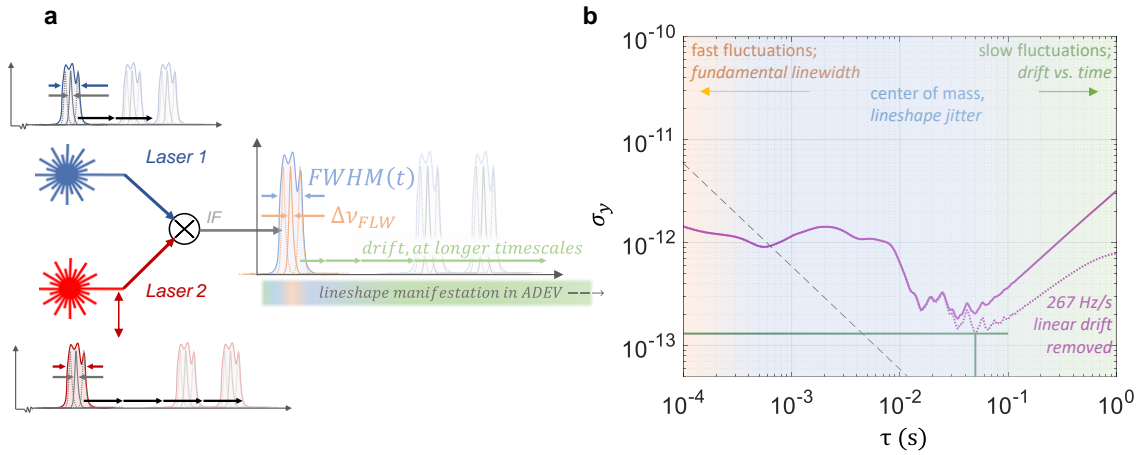 a
Laser 1
IF
Laser 2
FWHM(t)
Δν_FLW
drift, at longer timescales
lineshape manifestation in ADEV
b
fast fluctuations;
fundamental linewidth
slow fluctuations;
drift vs. time
center of mass,
lineshape jitter
267 Hz/s
linear drift
removed
10^-10
10^-11
10^-12
10^-13
σ_y
10^-4
10^-3
10^-2
10^-1
10^0
τ (s)